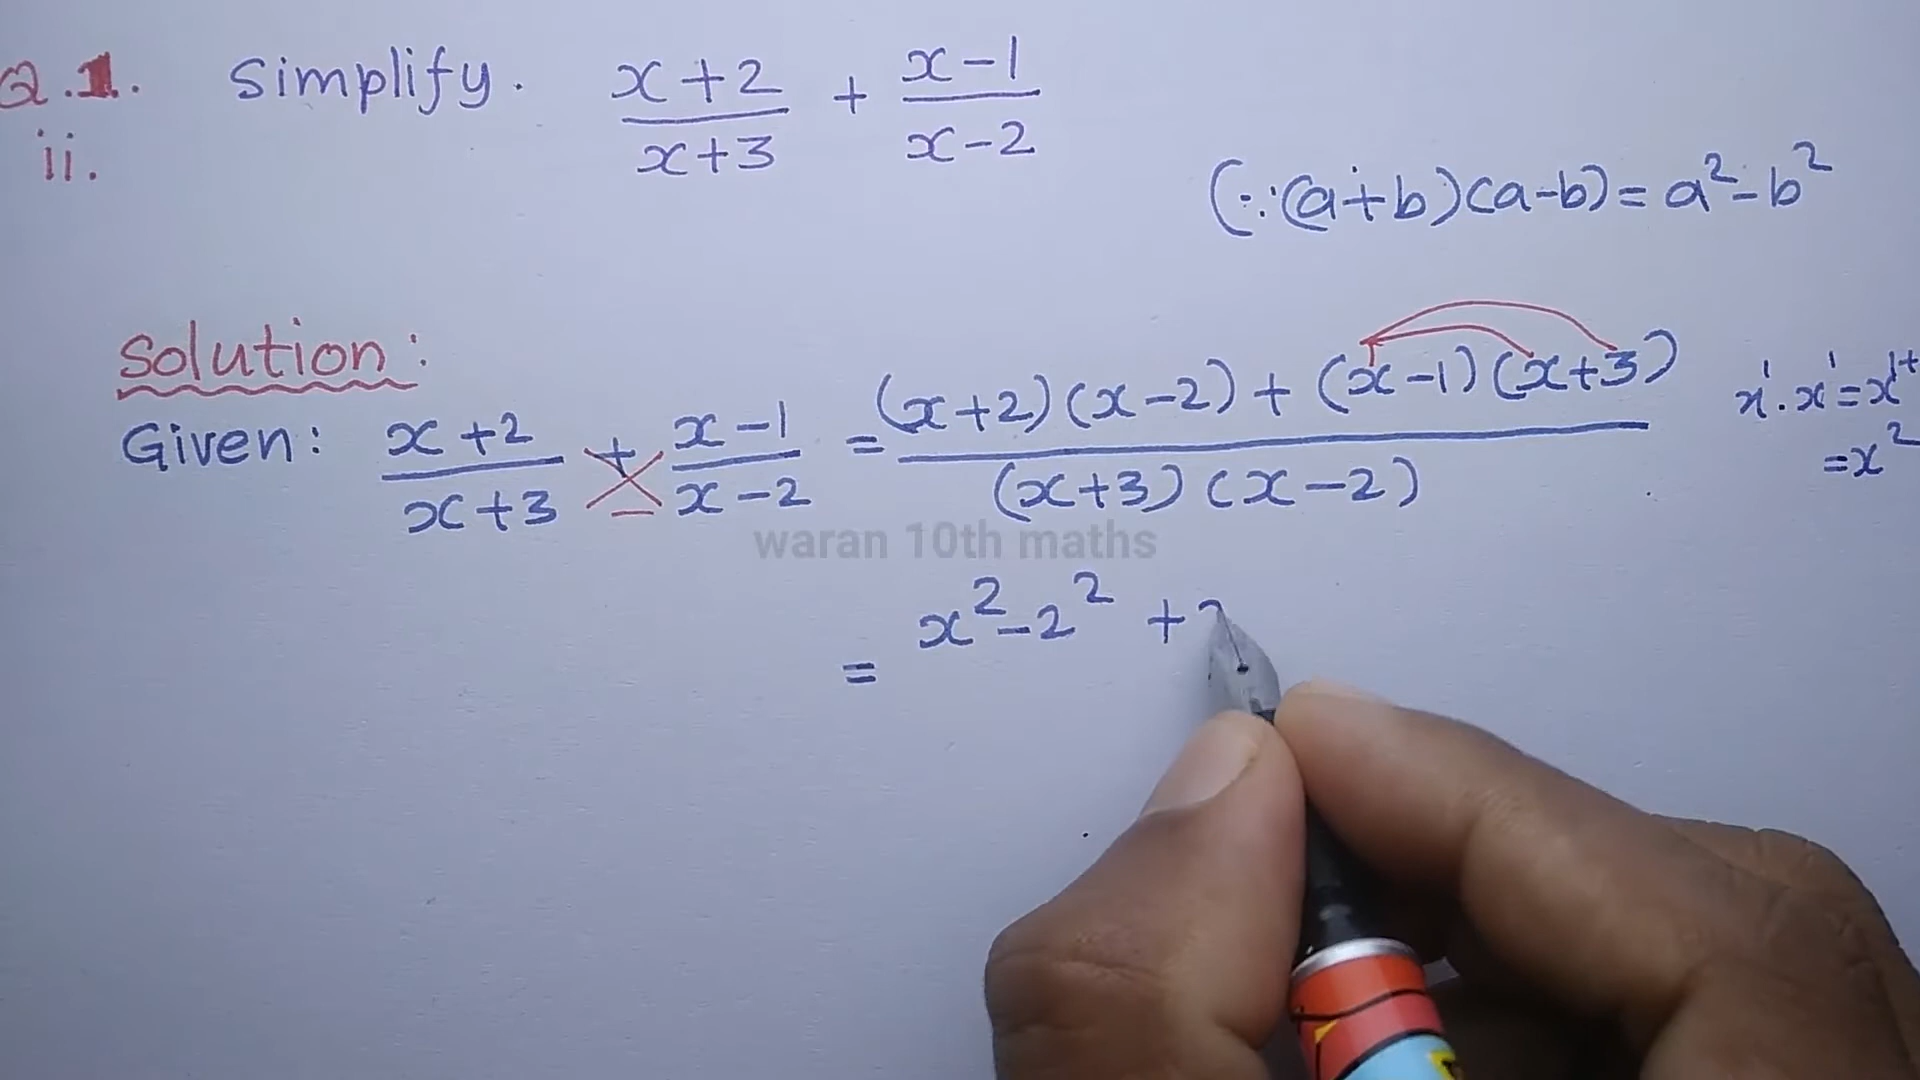 Q.1. Simplify. x+2/x+3 + x-1/x-2
ii.
(∵(a+b)(a-b)=a²-b²
Solution:
Given: x+2/x+3 + x-1/x-2 = (x+2)(x-2)+(x-1)(x+3)/(x+3)(x-2)
x¹.x¹=x¹⁺
=x²
waran 10th maths
= x²-2² +